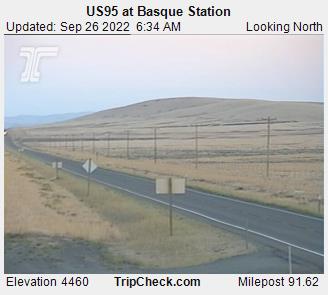 US95 at Basque Station
Updated: Sep 26 2022 6:34 AM Looking North
Elevation 4460 TripCheck.com Milepost 91.62